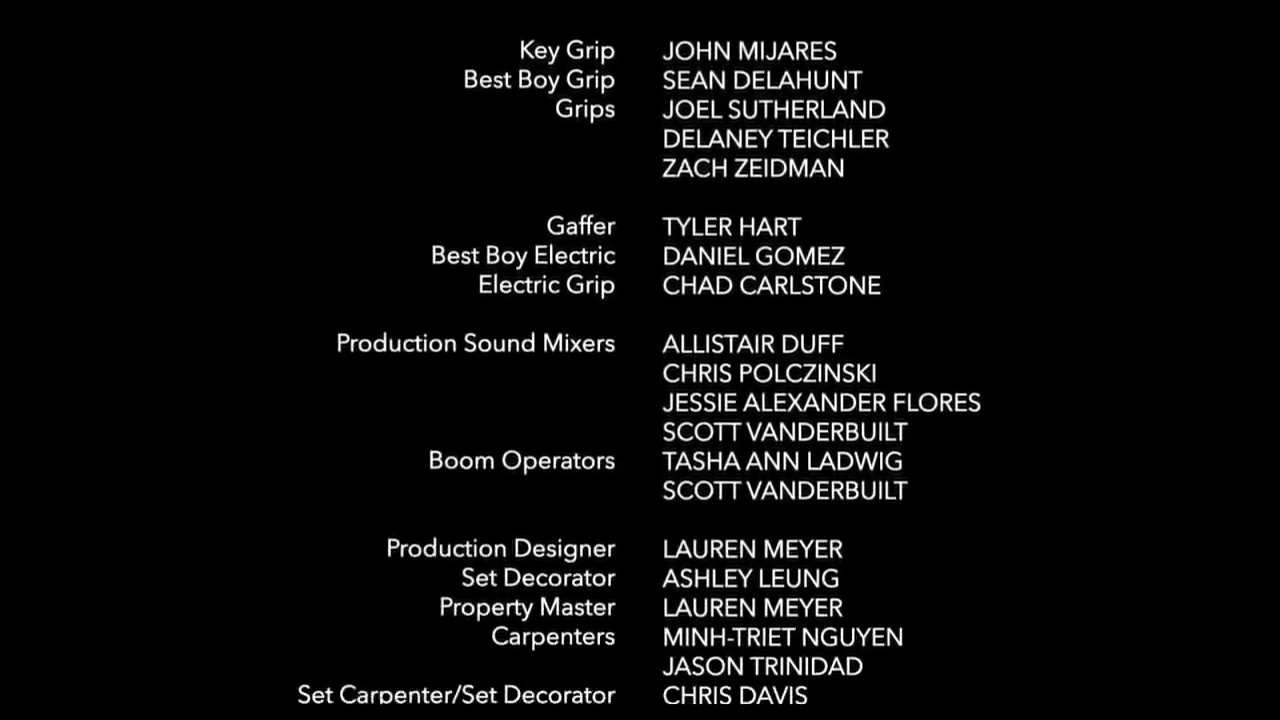 Key Grip JOHN MIJARES
Best Boy Grip SEAN DELAHUNT
Grips JOEL SUTHERLAND
DELANEY TEICHLER
ZACH ZEIDMAN
Gaffer TYLER HART
Best Boy Electric DANIEL GOMEZ
Electric Grip CHAD CARLSTONE
Production Sound Mixers ALLISTAIR DUFF
CHRIS POLCZINSKI
JESSIE ALEXANDER FLORES
SCOTT VANDERBUILT
Boom Operators TASHA ANN LADWIG
SCOTT VANDERBUILT
Production Designer LAUREN MEYER
Set Decorator ASHLEY LEUNG
Property Master LAUREN MEYER
Carpenters MINH-TRIET NGUYEN
JASON TRINIDAD
Set Carpenter/Set Decorator CHRIS DAVIS